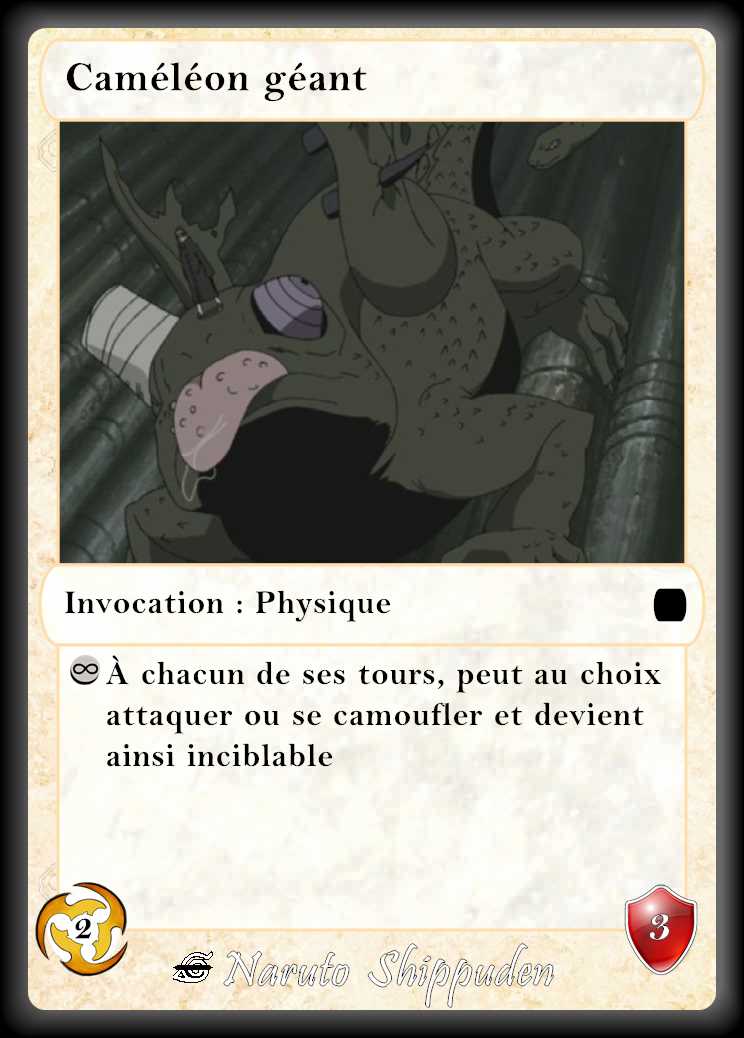 Caméléon géant
Invocation : Physique
À chacun de ses tours, peut au choix
attaquer ou se camoufler et devient
ainsi inciblable
2
3
Naruto Shippuden